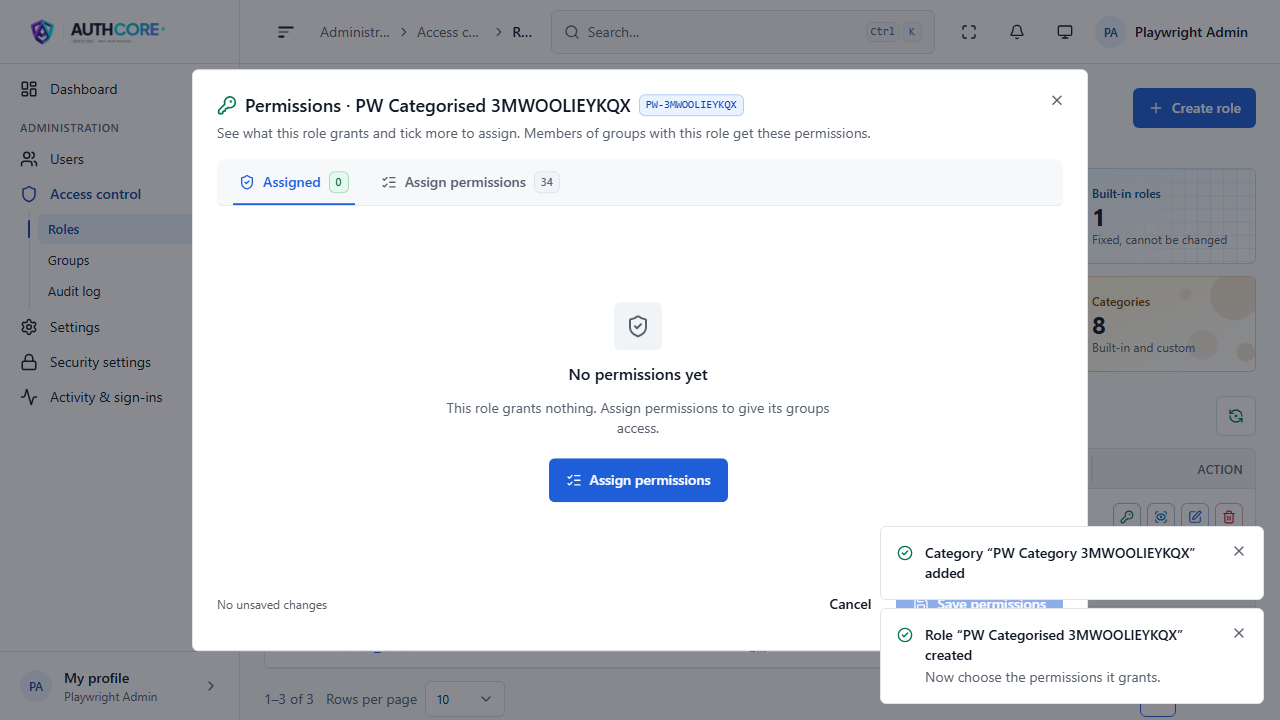 AUTHCORE
Administr...
Access c...
R...
Search...
Ctrl
K
PA
Playwright Admin
Dashboard
ADMINISTRATION
Users
Access control
Roles
Groups
Audit log
Settings
Security settings
Activity & sign-ins
PA
My profile
Playwright Admin
Create role
Built-in roles
1
Fixed, cannot be changed
Categories
8
Built-in and custom
ACTION
Permissions · PW Categorised 3MWOOLIEYKQX
PW-3MWOOLIEYKQX
See what this role grants and tick more to assign. Members of groups with this role get these permissions.
Assigned 0
Assign permissions 34
No permissions yet
This role grants nothing. Assign permissions to give its groups
access.
Assign permissions
No unsaved changes
Cancel
Save permissions
Category “PW Category 3MWOOLIEYKQX”
added
Role “PW Categorised 3MWOOLIEYKQX”
created
Now choose the permissions it grants.
1–3 of 3
Rows per page
10